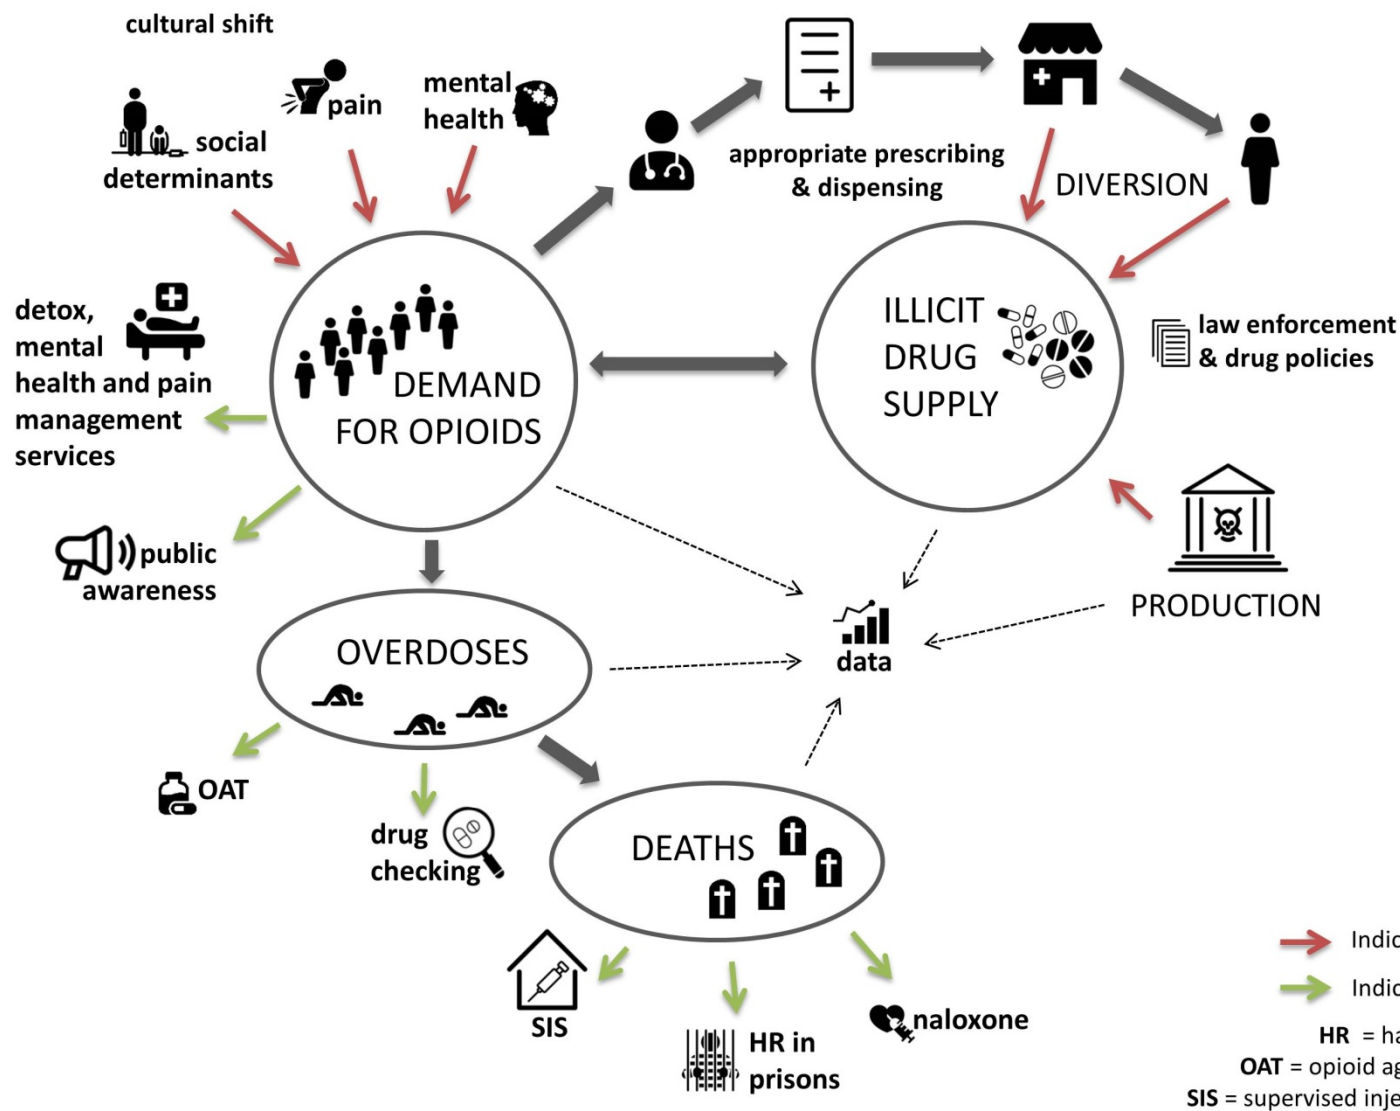 cultural shift
pain
mental
health
social
determinants
appropriate prescribing
& dispensing
DIVERSION
detox,
mental
health and pain
management
services
DEMAND
FOR OPIOIDS
ILLICIT
DRUG
SUPPLY
law enforcement
& drug policies
public
awareness
PRODUCTION
data
OVERDOSES
OAT
drug
checking
DEATHS
SIS
HR in
prisons
naloxone
HR =
OAT = opioid
SIS = supervised